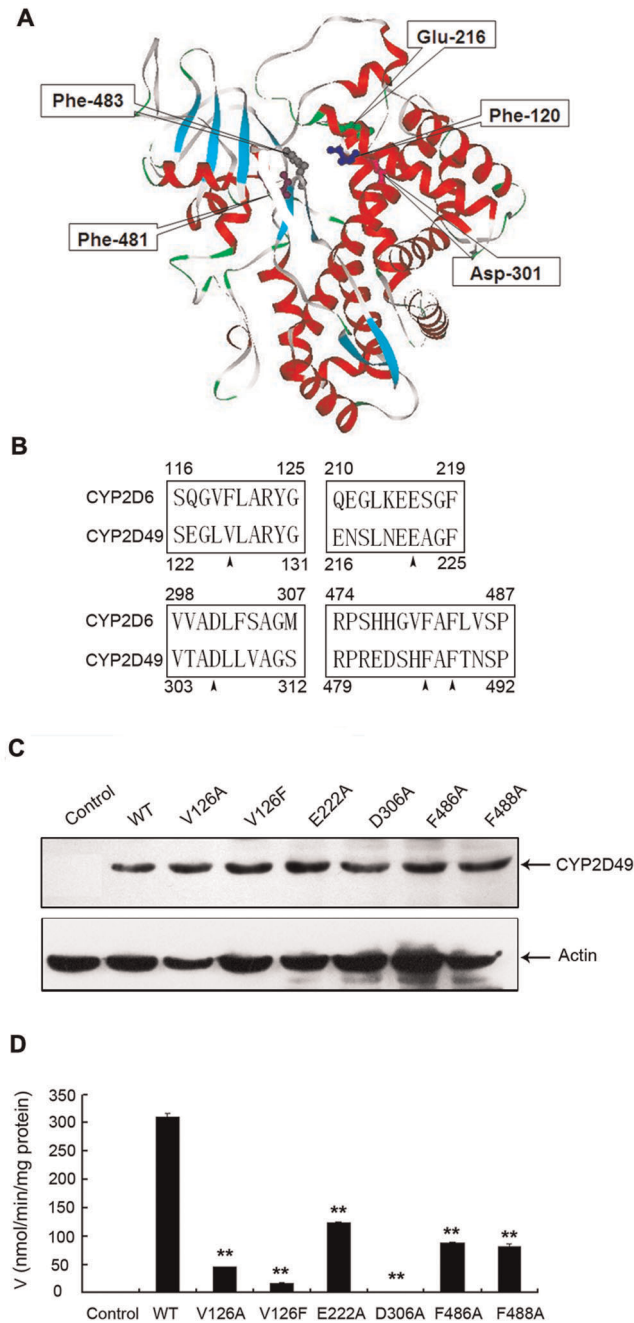 A
Glu-216
Phe-483
Phe-120
Phe-481
Asp-301
B
116 125 210 219
CYP2D6 SQGVFLARYG QEGLKEESGF
CYP2D49 SEGLVLARYG ENSLNEEAGF
122 131 216 225
298 307 474 487
CYP2D6 VVADLFSAGM RPSHHGVFAFLVSP
CYP2D49 VTADLLVAGS RPREDSHFAFTNSP
303 312 479 492
C
Control WT V126A V126F E222A D306A F486A F488A
CYP2D49
Actin
D
V (nmol/min/mg protein)
350
300
250
200
150
100
50
0
** ** ** ** ** **
Control WT V126A V126F E222A D306A F486A F488A